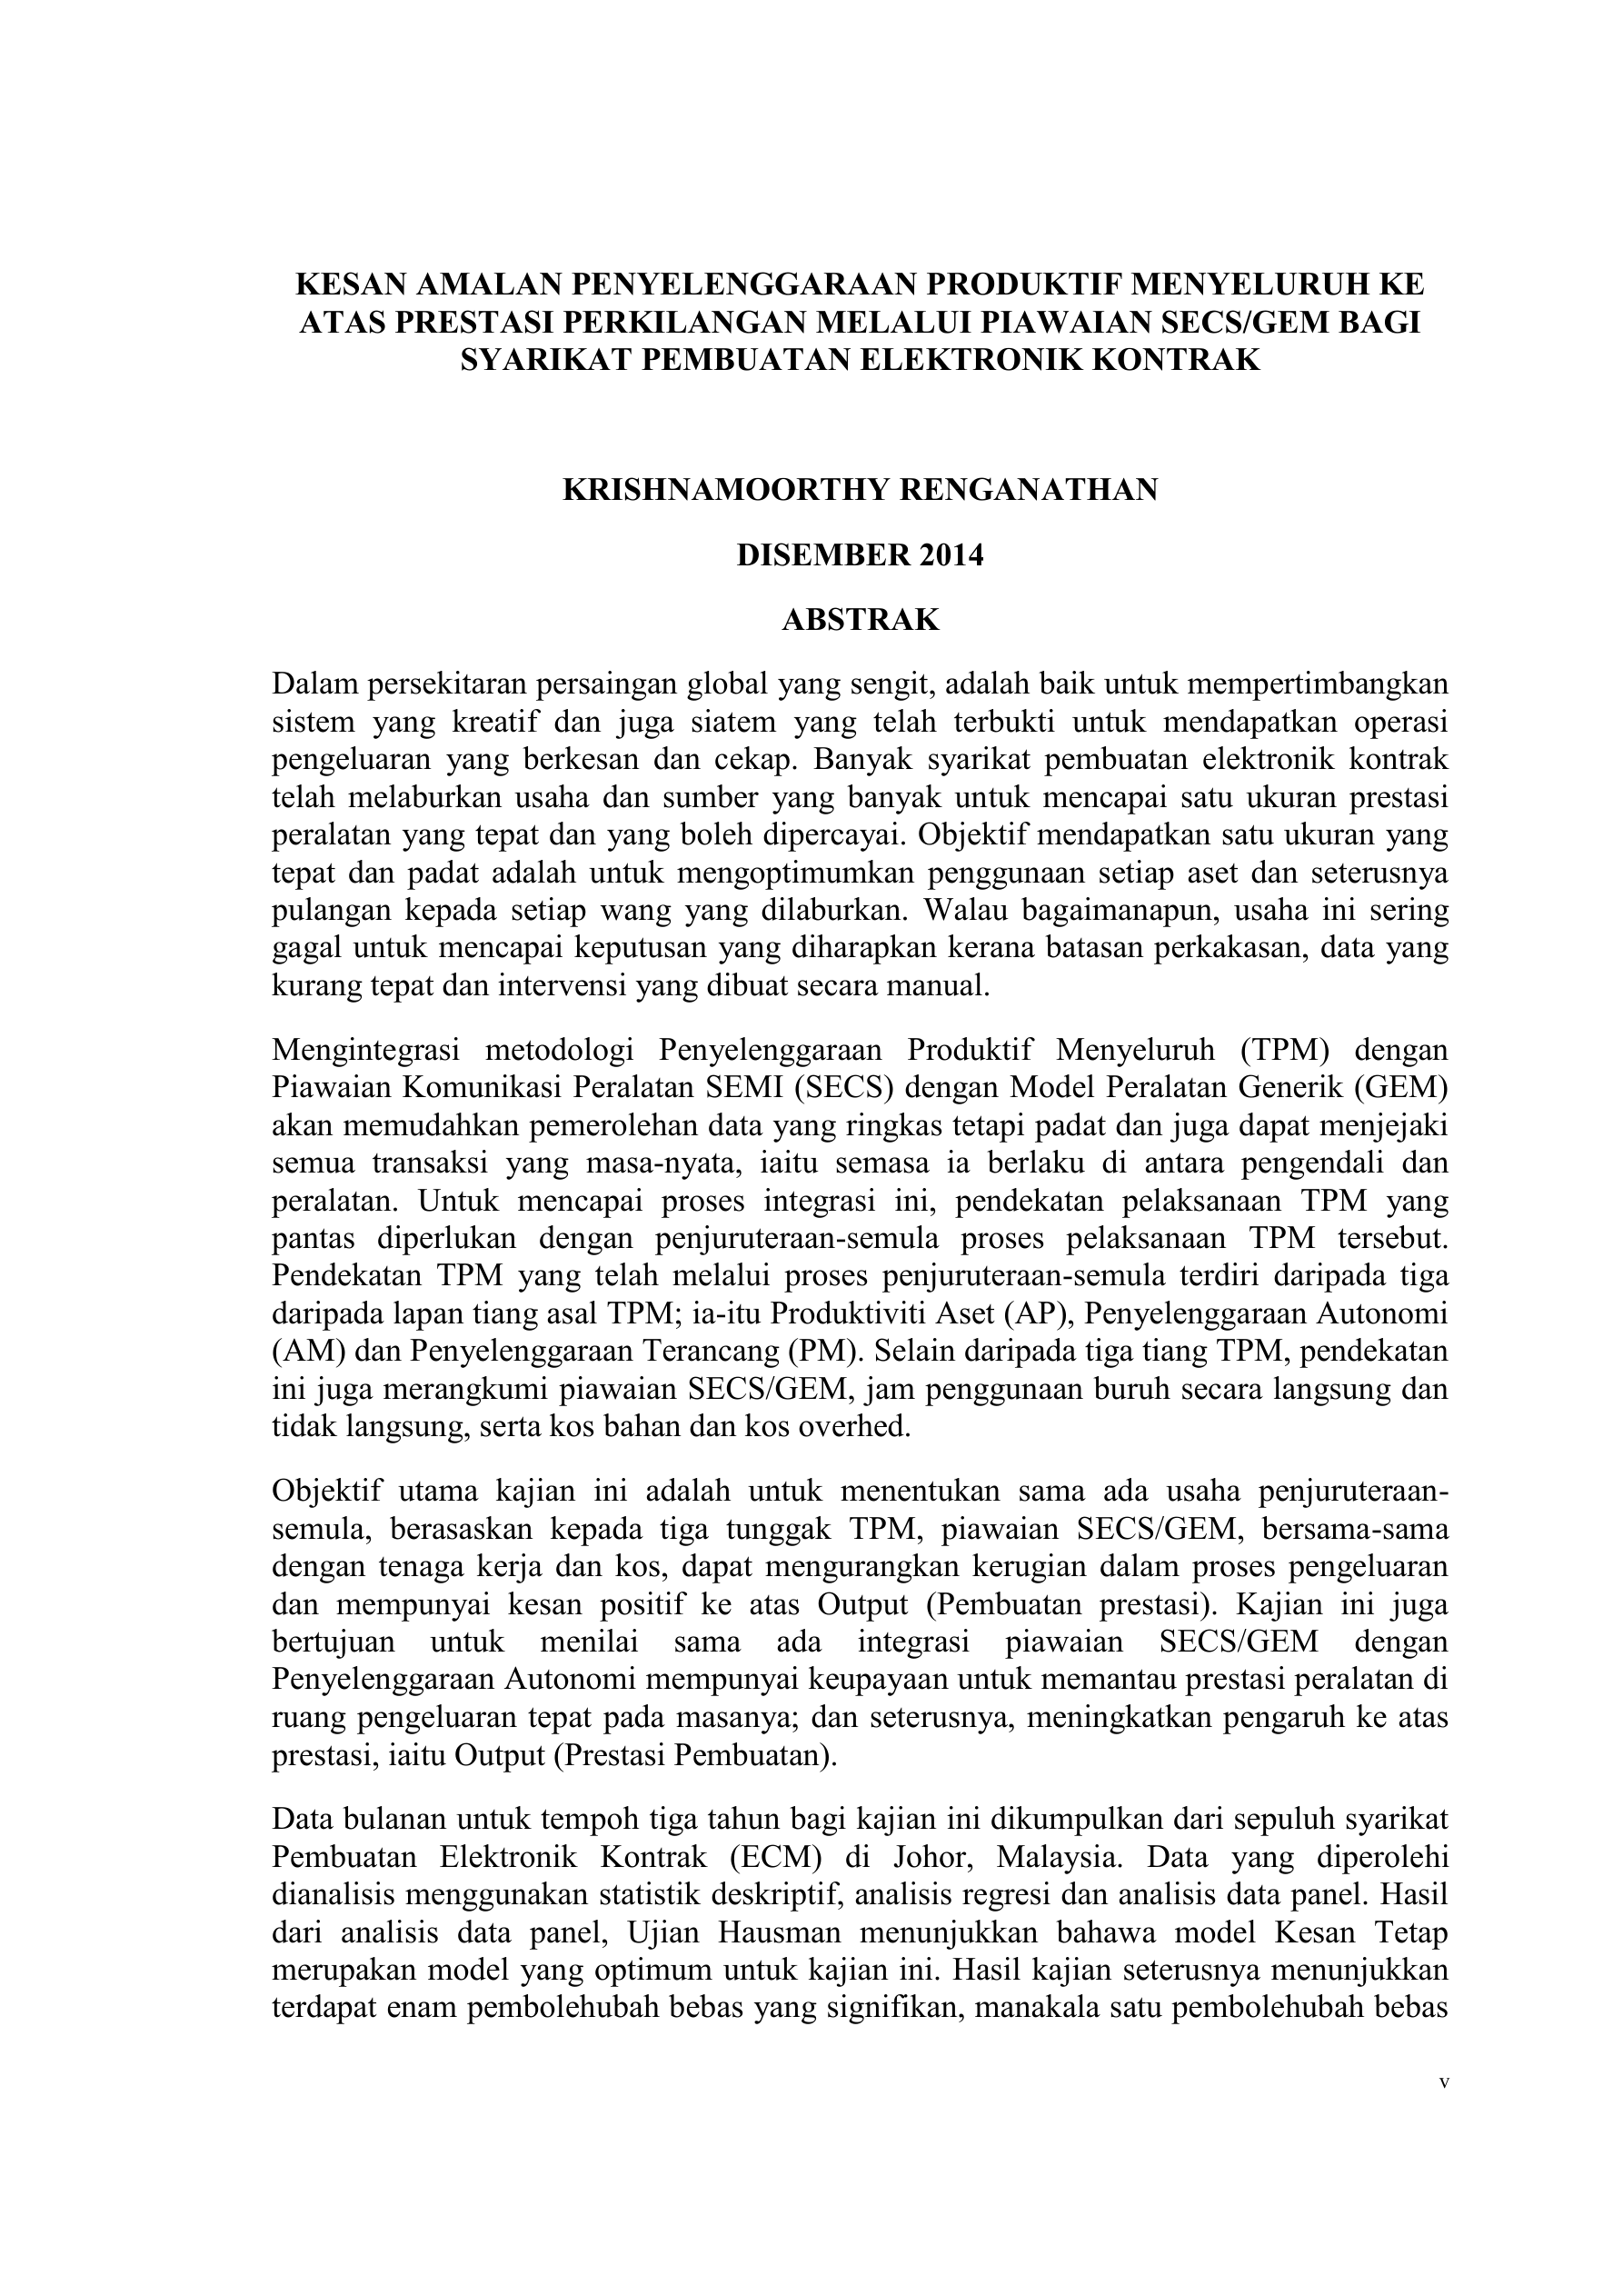 KESAN AMALAN PENYELENGGARAAN PRODUKTIF MENYELURUH KE
ATAS PRESTASI PERKILANGAN MELALUI PIAWAIAN SECS/GEM BAGI
SYARIKAT PEMBUATAN ELEKTRONIK KONTRAK
KRISHNAMOORTHY RENGANATHAN
DISEMBER 2014
ABSTRAK
Dalam persekitaran persaingan global yang sengit, adalah baik untuk mempertimbangkan
sistem yang kreatif dan juga siatem yang telah terbukti untuk mendapatkan operasi
pengeluaran yang berkesan dan cekap. Banyak syarikat pembuatan elektronik kontrak
telah melaburkan usaha dan sumber yang banyak untuk mencapai satu ukuran prestasi
peralatan yang tepat dan yang boleh dipercayai. Objektif mendapatkan satu ukuran yang
tepat dan padat adalah untuk mengoptimumkan penggunaan setiap aset dan seterusnya
pulangan kepada setiap wang yang dilaburkan. Walau bagaimanapun, usaha ini sering
gagal untuk mencapai keputusan yang diharapkan kerana batasan perkakasan, data yang
kurang tepat dan intervensi yang dibuat secara manual.
Mengintegrasi metodologi Penyelenggaraan Produktif Menyeluruh (TPM) dengan
Piawaian Komunikasi Peralatan SEMI (SECS) dengan Model Peralatan Generik (GEM)
akan memudahkan pemerolehan data yang ringkas tetapi padat dan juga dapat menjejaki
semua transaksi yang masa-nyata, iaitu semasa ia berlaku di antara pengendali dan
peralatan. Untuk mencapai proses integrasi ini, pendekatan pelaksanaan TPM yang
pantas diperlukan dengan penjuruteraan-semula proses pelaksanaan TPM tersebut.
Pendekatan TPM yang telah melalui proses penjuruteraan-semula terdiri daripada tiga
daripada lapan tiang asal TPM; ia-itu Produktiviti Aset (AP), Penyelenggaraan Autonomi
(AM) dan Penyelenggaraan Terancang (PM). Selain daripada tiga tiang TPM, pendekatan
ini juga merangkumi piawaian SECS/GEM, jam penggunaan buruh secara langsung dan
tidak langsung, serta kos bahan dan kos overhed.
Objektif utama kajian ini adalah untuk menentukan sama ada usaha penjuruteraan-
semula, berasaskan kepada tiga tunggak TPM, piawaian SECS/GEM, bersama-sama
dengan tenaga kerja dan kos, dapat mengurangkan kerugian dalam proses pengeluaran
dan mempunyai kesan positif ke atas Output (Pembuatan prestasi). Kajian ini juga
bertujuan untuk menilai sama ada integrasi piawaian SECS/GEM dengan
Penyelenggaraan Autonomi mempunyai keupayaan untuk memantau prestasi peralatan di
ruang pengeluaran tepat pada masanya; dan seterusnya, meningkatkan pengaruh ke atas
prestasi, iaitu Output (Prestasi Pembuatan).
Data bulanan untuk tempoh tiga tahun bagi kajian ini dikumpulkan dari sepuluh syarikat
Pembuatan Elektronik Kontrak (ECM) di Johor, Malaysia. Data yang diperolehi
dianalisis menggunakan statistik deskriptif, analisis regresi dan analisis data panel. Hasil
dari analisis data panel, Ujian Hausman menunjukkan bahawa model Kesan Tetap
merupakan model yang optimum untuk kajian ini. Hasil kajian seterusnya menunjukkan
terdapat enam pembolehubah bebas yang signifikan, manakala satu pembolehubah bebas
v